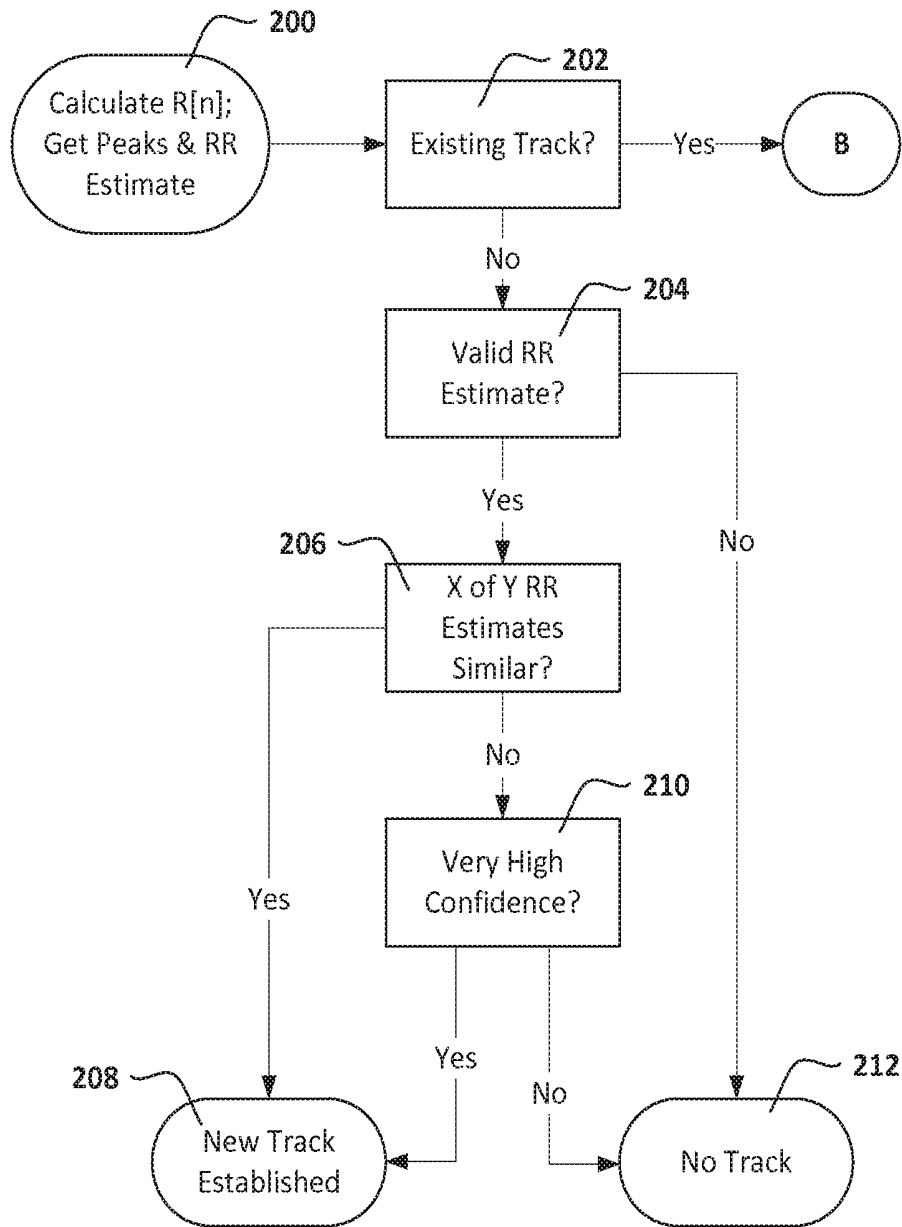 200
Calculate R[n];
Get Peaks & RR
Estimate
202
Existing Track?
Yes
B
No
204
Valid RR
Estimate?
No
Yes
206
X of Y RR
Estimates
Similar?
Yes
No
210
Very High
Confidence?
Yes
No
208
New Track
Established
212
No Track